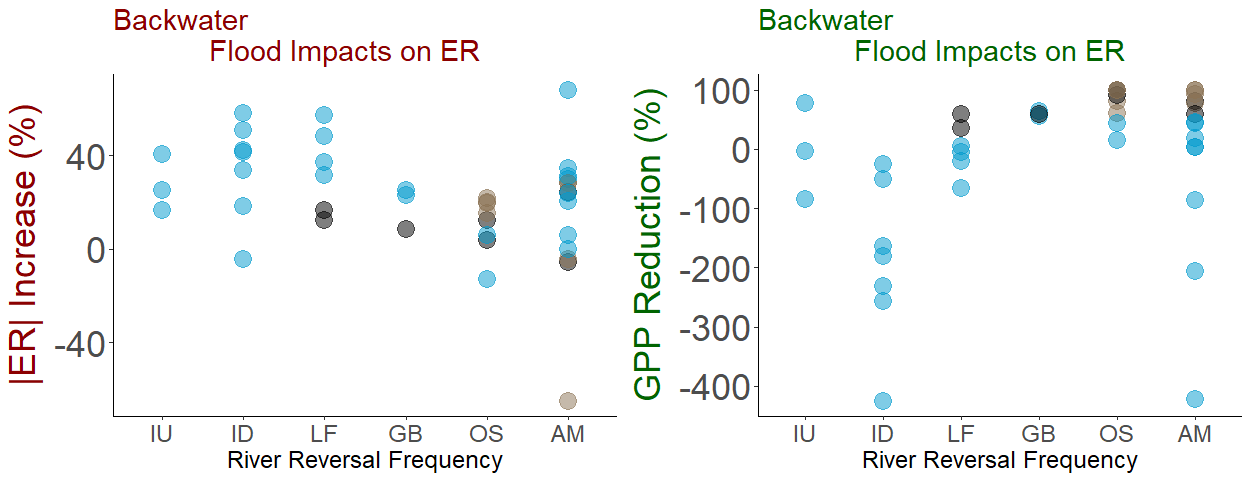 Backwater
Flood Impacts on ER
|ER| Increase (%)
40
0
-40
IU ID LF GB OS AM
River Reversal Frequency
Backwater
Flood Impacts on ER
GPP Reduction (%)
100
0
-100
-200
-300
-400
IU ID LF GB OS AM
River Reversal Frequency